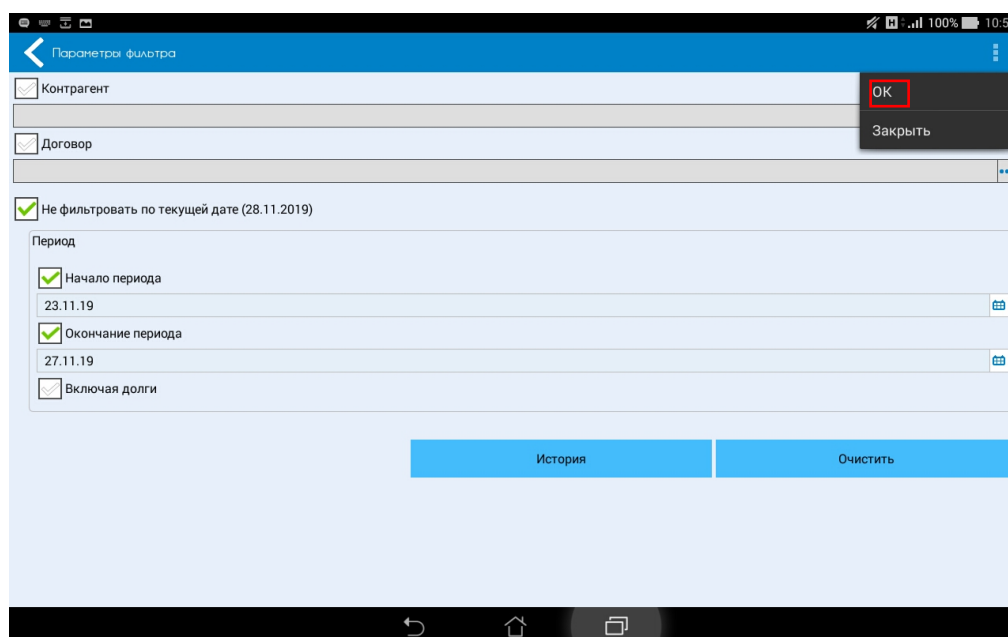 100% 10:5
Параметры фильтра
Контрагент
ОК
Закрыть
Договор
Не фильтровать по текущей дате (28.11.2019)
Период
Начало периода
23.11.19
Окончание периода
27.11.19
Включая долги
История
Очистить